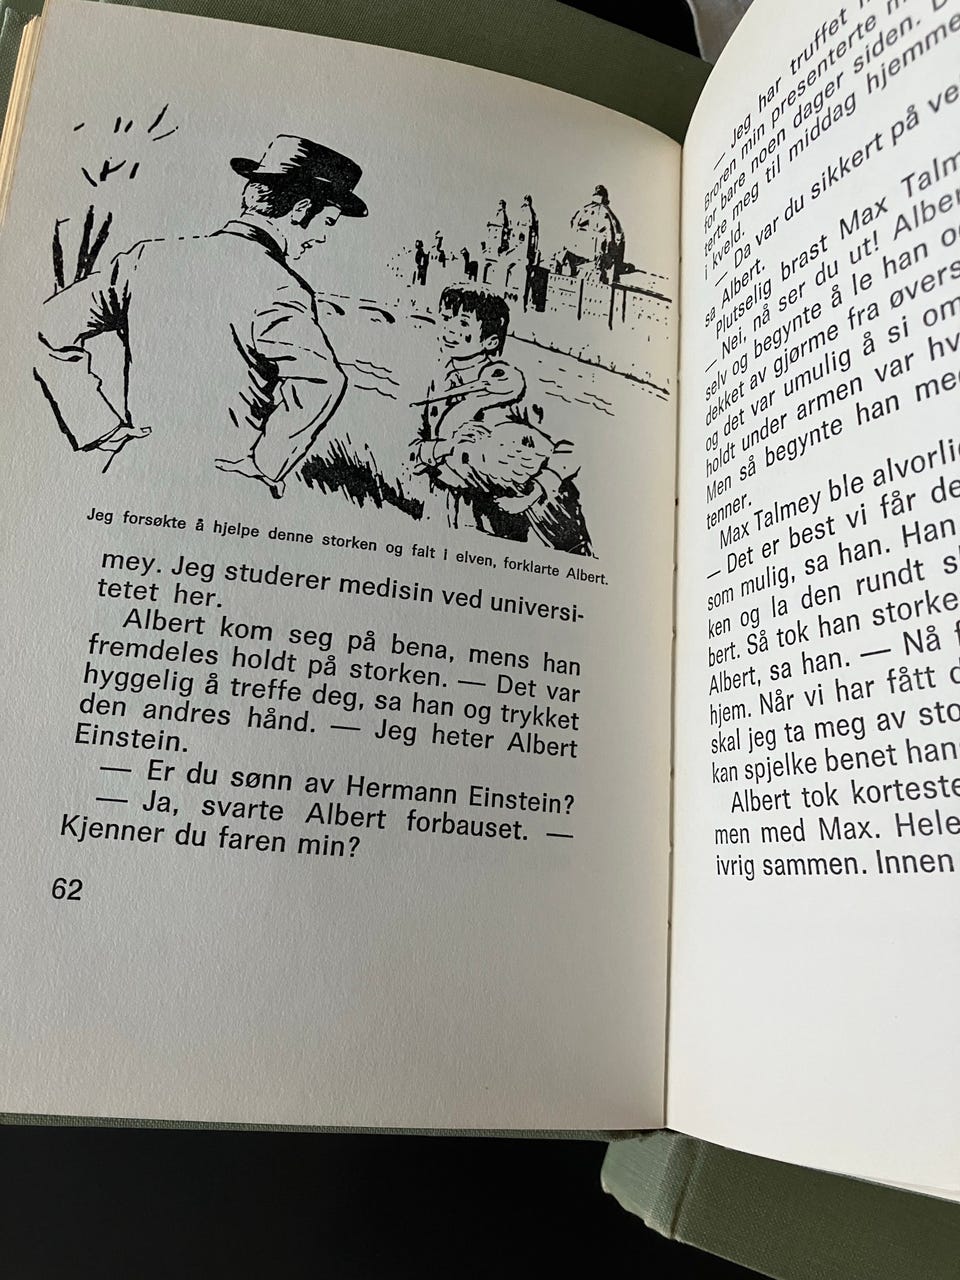 Jeg forsøkte å hjelpe denne storken og falt i elven, forklarte Albert.
mey. Jeg studerer medisin ved universi-
tetet her.
Albert kom seg på bena, mens han
fremdeles holdt på storken. — Det var
hyggelig å treffe deg, sa han og trykket
den andres hånd. — Jeg heter Albert
Einstein.
— Er du sønn av Hermann Einstein?
— Ja, svarte Albert forbauset. —
Kjenner du faren min?
62
— Jeg har truffet
Broren min presenterte
for bare noen dager siden.
terte meg til middag hjemme
i kveld.
— Da var du sikkert på
sa Albert.
Plutselig brast Max
— Nei, nå ser du ut!
selv og begynte å le han
dekket av gjørme fra
og det var umulig å si om
holdt under armen var
Men så begynte han
tenner.
Max Talmey ble
— Det er best vi får
som mulig, sa han. Han
ken og la den rundt
bert. Så tok han
Albert, sa han. — Nå
hjem. Når vi har fått
skal jeg ta meg av
kan spjelke benet
Albert tok
men med Max.
ivrig sammen. Innen